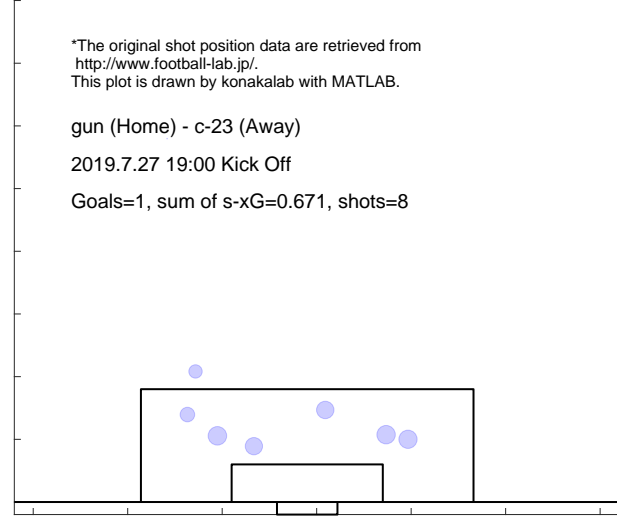 *The original shot position data are retrieved from
http://www.football-lab.jp/.
This plot is drawn by konakalab with MATLAB.
gun (Home) - c-23 (Away)
2019.7.27 19:00 Kick Off
Goals=1, sum of s-xG=0.671, shots=8